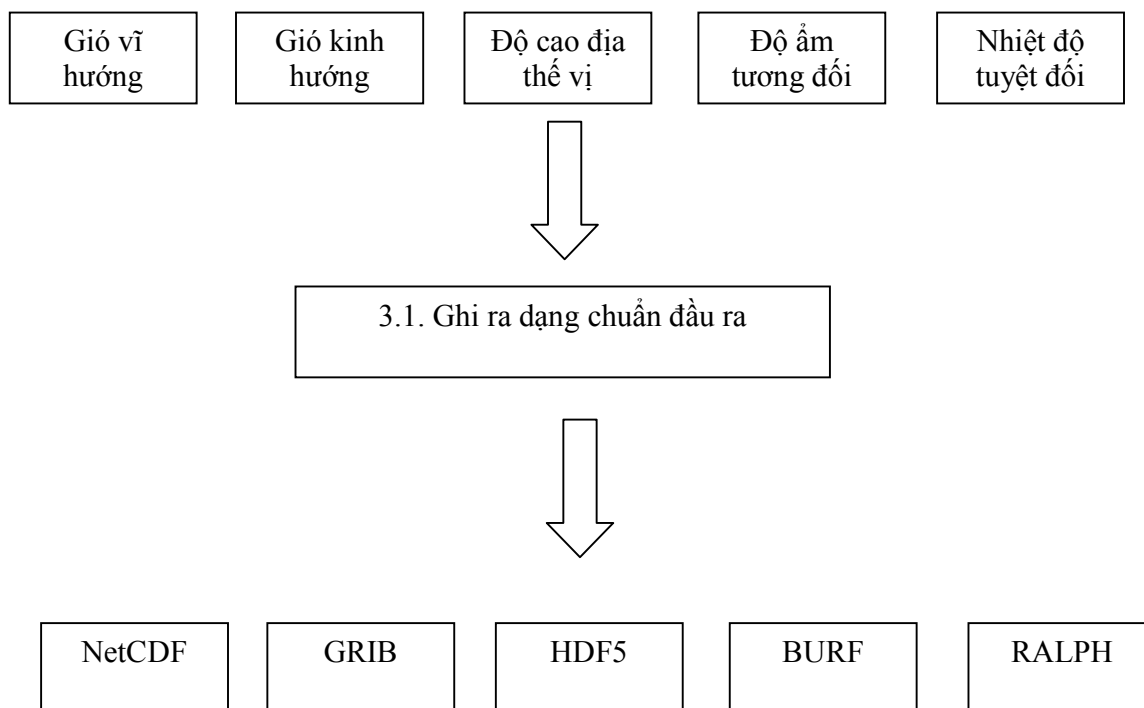 Gió vĩ
hướng
Gió kinh
hướng
Độ cao địa
thế vị
Độ ẩm
tương đối
Nhiệt độ
tuyệt đối
3.1. Ghi ra dạng chuẩn đầu ra
NetCDF
GRIB
HDF5
BURF
RALPH